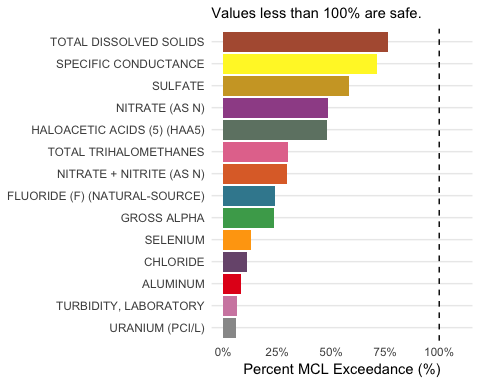 Values less than 100% are safe.
TOTAL DISSOLVED SOLIDS
SPECIFIC CONDUCTANCE
SULFATE
NITRATE (AS N)
HALOACETIC ACIDS (5) (HAA5)
TOTAL TRIHALOMETHANES
NITRATE + NITRITE (AS N)
FLUORIDE (F) (NATURAL-SOURCE)
GROSS ALPHA
SELENIUM
CHLORIDE
ALUMINUM
TURBIDITY, LABORATORY
URANIUM (PCI/L)
0% 25% 50% 75% 100%
Percent MCL Exceedance (%)